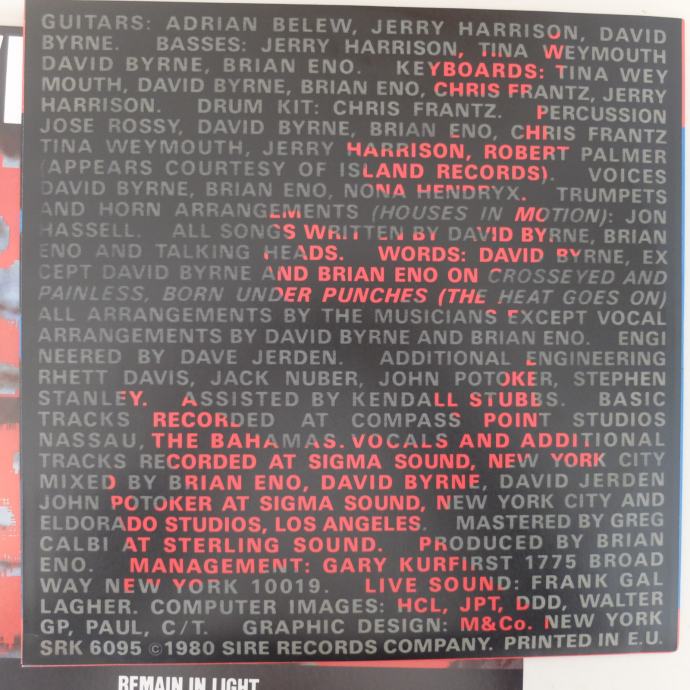 GUITARS: ADRIAN BELEW, JERRY HARRISON, DAVID
BYRNE. BASSES: JERRY HARRISON, TINA WEYMOUTH
DAVID BYRNE, BRIAN ENO. KEYBOARDS: TINA WEY
MOUTH, DAVID BYRNE, BRIAN ENO, CHRIS FRANTZ, JERRY
HARRISON. DRUM KIT: CHRIS FRANTZ. PERCUSSION
JOSE ROSSY, DAVID BYRNE, BRIAN ENO, CHRIS FRANTZ
TINA WEYMOUTH, JERRY HARRISON, ROBERT PALMER
(APPEARS COURTESY OF ISLAND RECORDS). VOICES
DAVID BYRNE, BRIAN ENO, NONA HENDRYX. TRUMPETS
AND HORN ARRANGEMENTS (HOUSES IN MOTION): JON
HASSELL. ALL SONGS WRITTEN BY DAVID BYRNE, BRIAN
ENO AND TALKING HEADS. WORDS: DAVID BYRNE, EX
CEPT DAVID BYRNE AND BRIAN ENO ON CROSSEYED AND
PAINLESS, BORN UNDER PUNCHES (THE HEAT GOES ON)
ALL ARRANGEMENTS BY THE MUSICIANS EXCEPT VOCAL
ARRANGEMENTS BY DAVID BYRNE AND BRIAN ENO. ENGI
NEERED BY DAVE JERDEN. ADDITIONAL ENGINEERING
RHETT DAVIS, JACK NUBER, JOHN POTOKER, STEPHEN
STANLEY. ASSISTED BY KENDALL STUBBS. BASIC
TRACKS RECORDED AT COMPASS POINT STUDIOS
NASSAU, THE BAHAMAS. VOCALS AND ADDITIONAL
TRACKS RECORDED AT SIGMA SOUND, NEW YORK CITY
MIXED BY BRIAN ENO, DAVID BYRNE, DAVID JERDEN
JOHN POTOKER AT SIGMA SOUND, NEW YORK CITY AND
ELDORADO STUDIOS, LOS ANGELES. MASTERED BY GREG
CALBI AT STERLING SOUND. PRODUCED BY BRIAN
ENO. MANAGEMENT: GARY KURFIRST 1775 BROAD
WAY NEW YORK 10019. LIVE SOUND: FRANK GAL
LAGHER. COMPUTER IMAGES: HCL, JPT, DDD, WALTER
GP, PAUL, C/T. GRAPHIC DESIGN: M&Co. NEW YORK
SRK 6095 ©1980 SIRE RECORDS COMPANY. PRINTED IN E.U.
REMAIN IN LIGHT